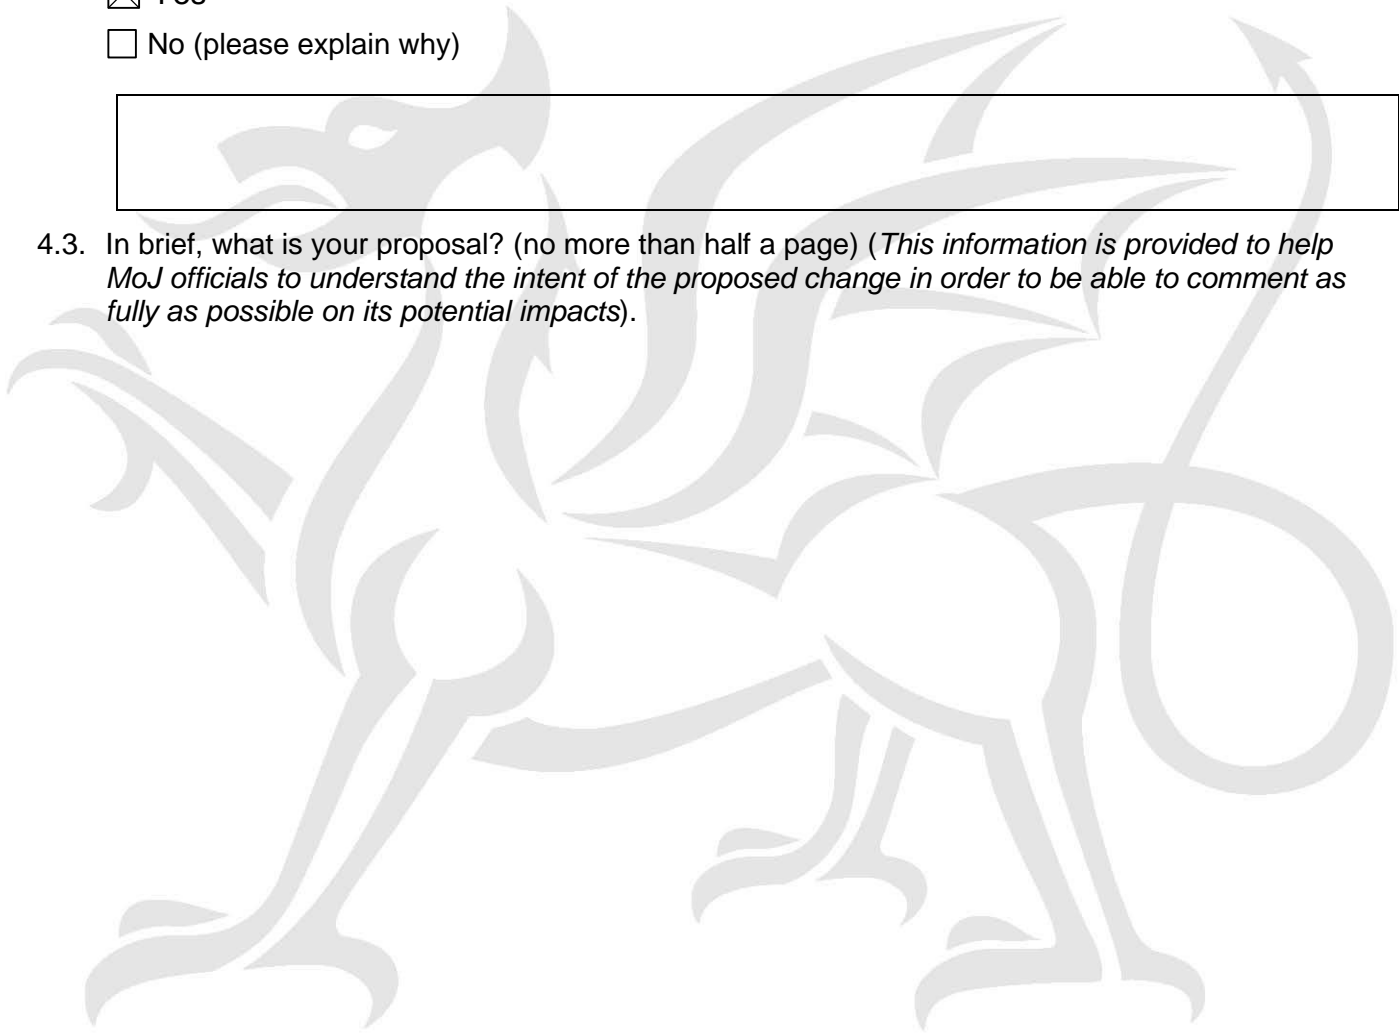 Yes
No (please explain why)
4.3. In brief, what is your proposal? (no more than half a page) (This information is provided to help
MoJ officials to understand the intent of the proposed change in order to be able to comment as
fully as possible on its potential impacts).